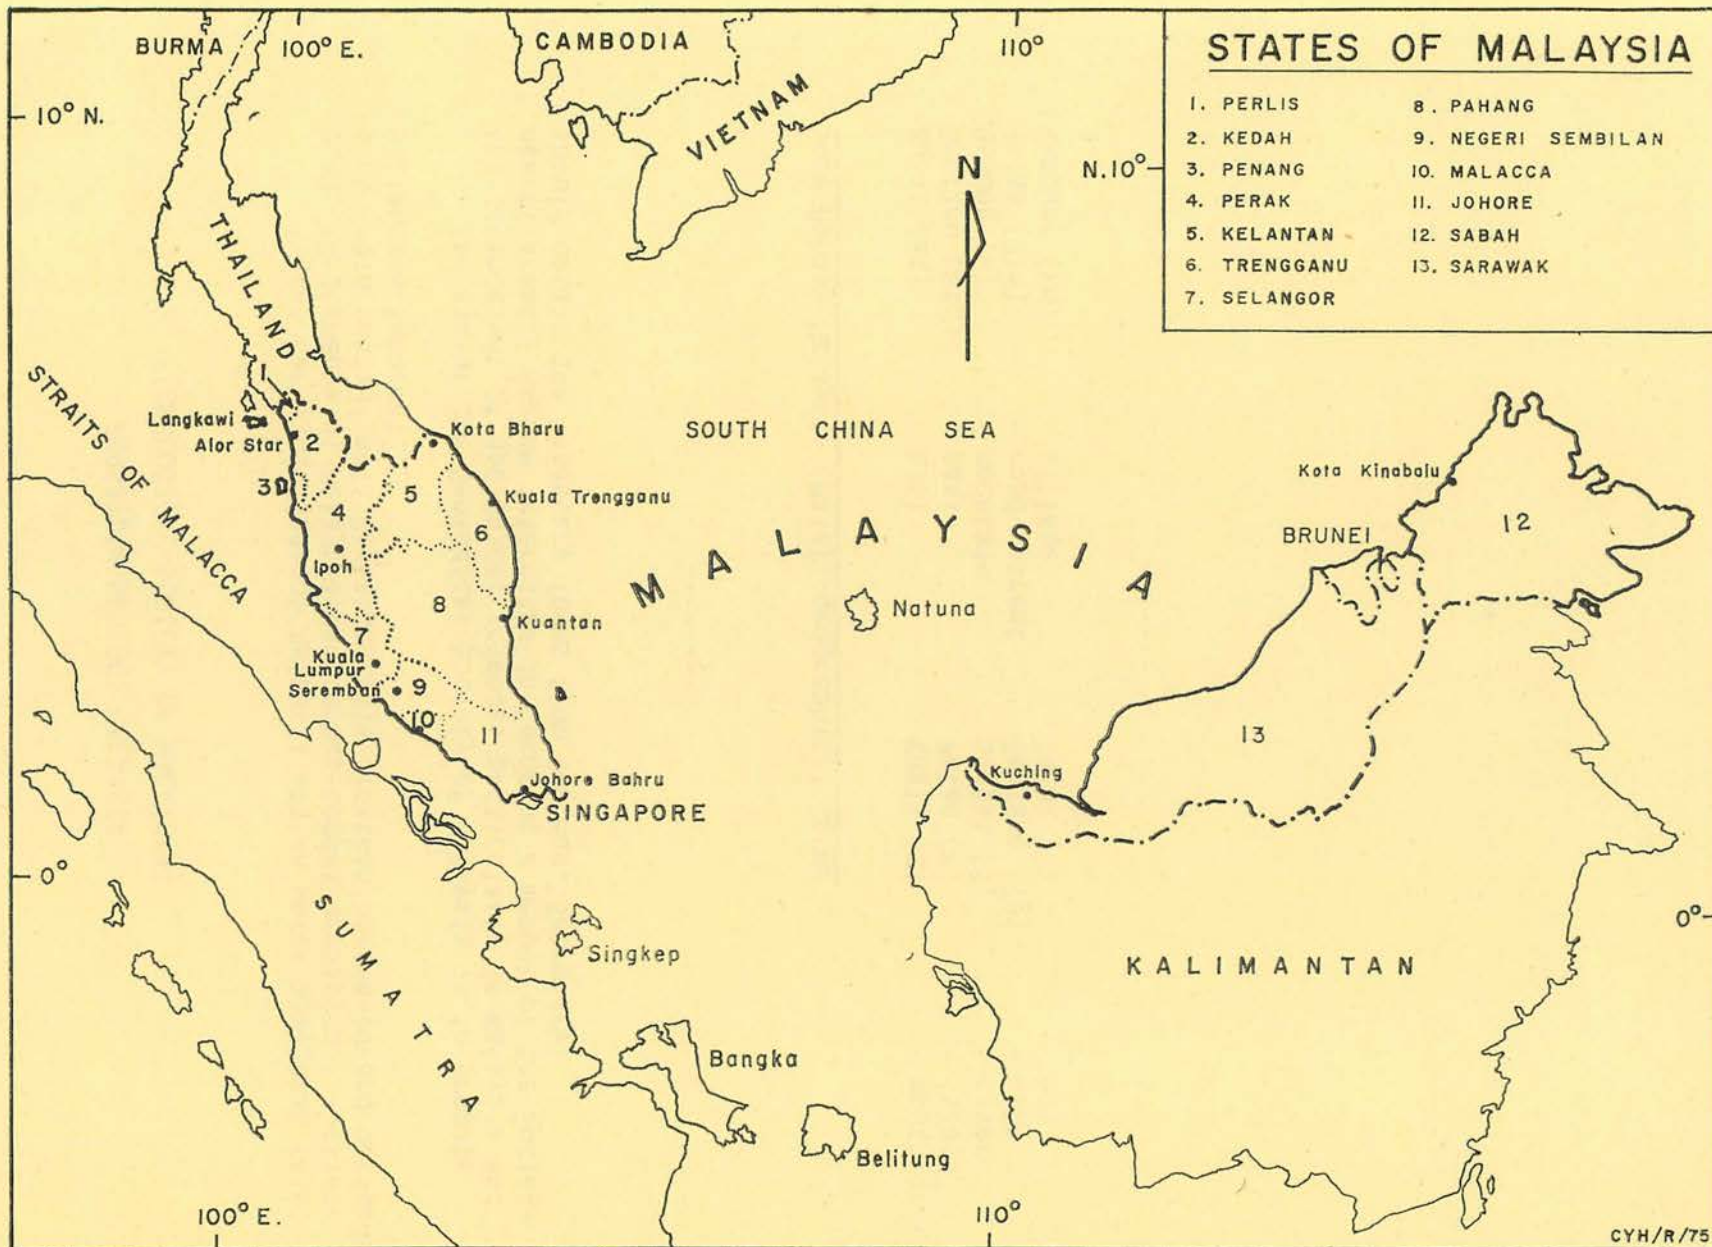 BURMA
100° E.
CAMBODIA
110°
STATES OF MALAYSIA
1. PERLIS
2. KEDAH
3. PENANG
4. PERAK
5. KELANTAN
6. TRENGGANU
7. SELANGOR
8. PAHANG
9. NEGERI SEMBILAN
10. MALACCA
11. JOHORE
12. SABAH
13. SARAWAK
10° N.
VIETNAM
N
N.10°
THAILAND
1
STRAITS OF MALACCA
Langkawi
Alor Star
2
Kota Bharu
SOUTH CHINA SEA
Kota Kinabalu
3
5
Kuala Trengganu
4
6
12
MALAYSIA
BRUNEI
Ipoh
8
Natuna
Kuantan
7
Kuala
Lumpur
Seremban
9
10
11
13
Kuching
Johore Bahru
SINGAPORE
0°
0°
SUMATRA
Singkep
KALIMANTAN
Bangka
Belitung
100° E.
110°
CYH/R/75